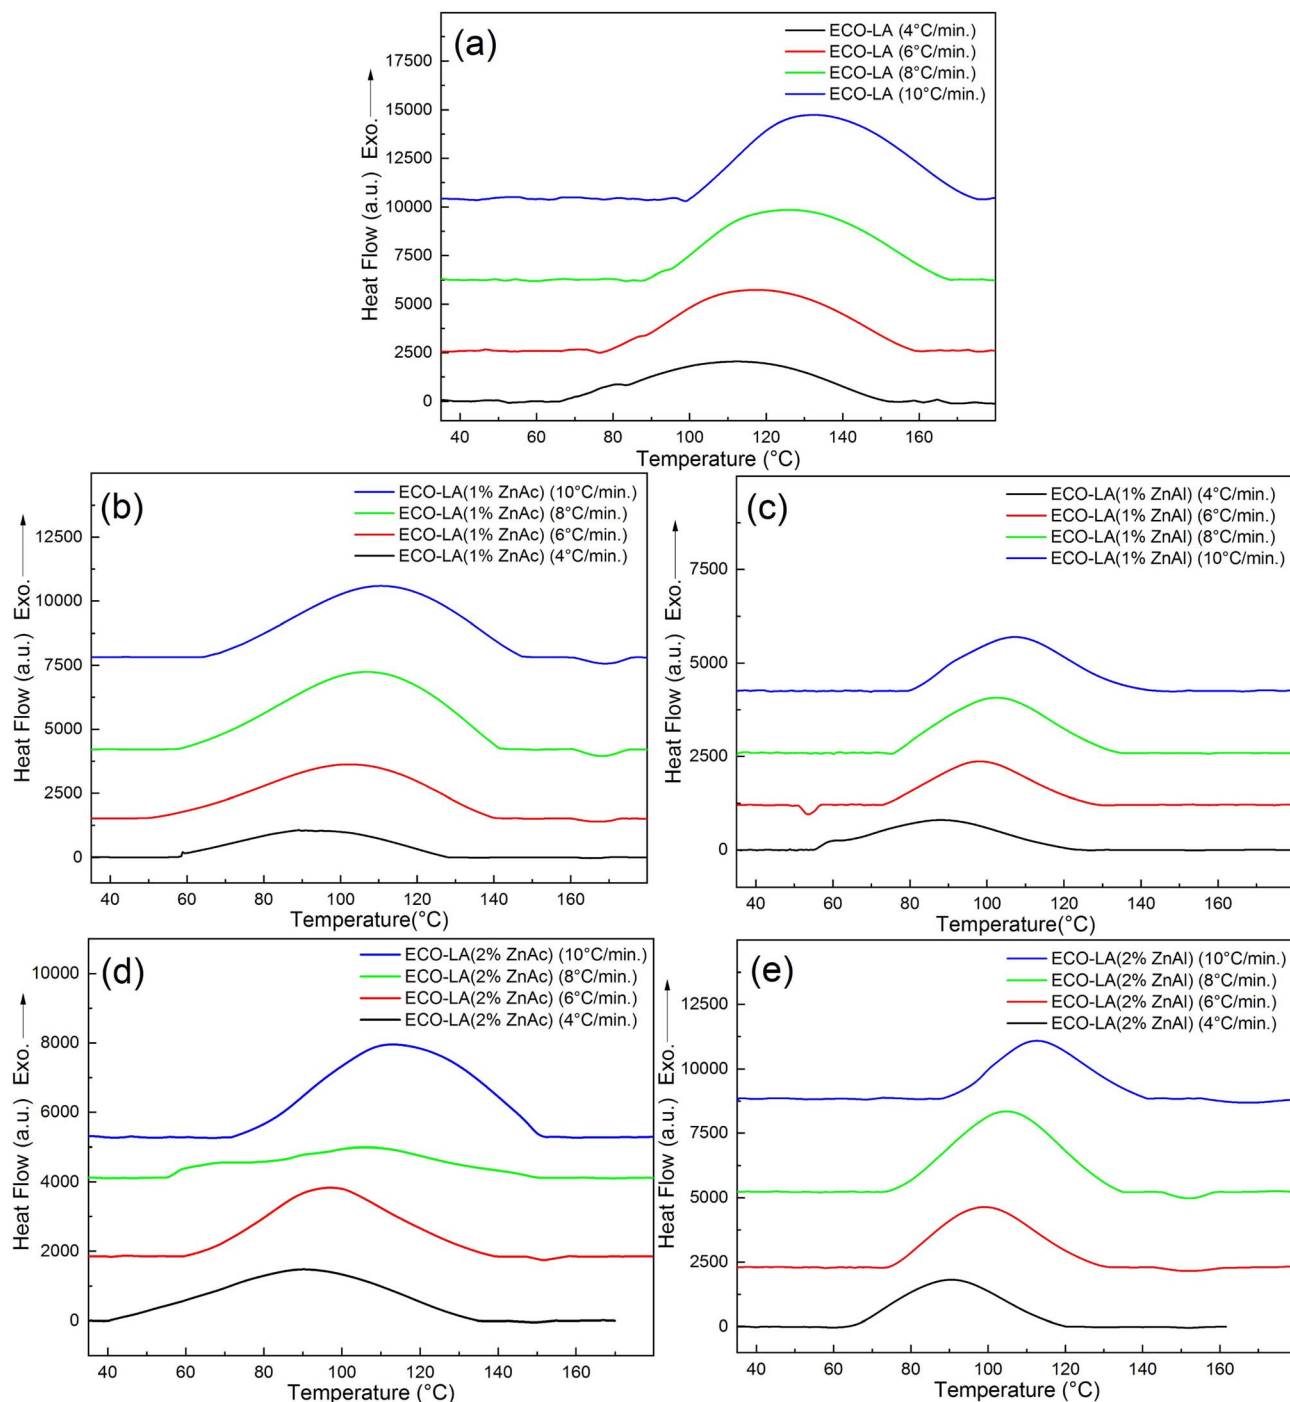 (a)
ECO-LA (4°C/min.)
ECO-LA (6°C/min.)
ECO-LA (8°C/min.)
ECO-LA (10°C/min.)
Heat Flow (a.u.) Exo.
17500
15000
12500
10000
7500
5000
2500
0
40 60 80 100 120 140 160
Temperature (°C)
(b)
ECO-LA(1% ZnAc) (10°C/min.)
ECO-LA(1% ZnAc) (8°C/min.)
ECO-LA(1% ZnAc) (6°C/min.)
ECO-LA(1% ZnAc) (4°C/min.)
Heat Flow (a.u.) Exo.
12500
10000
7500
5000
2500
0
40 60 80 100 120 140 160
Temperature(°C)
(c)
ECO-LA(1% ZnAl) (4°C/min.)
ECO-LA(1% ZnAl) (6°C/min.)
ECO-LA(1% ZnAl) (8°C/min.)
ECO-LA(1% ZnAl) (10°C/min.)
Heat Flow (a.u.) Exo.
7500
5000
2500
0
40 60 80 100 120 140 160
Temperature (°C)
(d)
ECO-LA(2% ZnAc) (10°C/min.)
ECO-LA(2% ZnAc) (8°C/min.)
ECO-LA(2% ZnAc) (6°C/min.)
ECO-LA(2% ZnAc) (4°C/min.)
Heat Flow (a.u.) Exo.
10000
8000
6000
4000
2000
0
40 60 80 100 120 140 160
Temperature (°C)
(e)
ECO-LA(2% ZnAl) (10°C/min.)
ECO-LA(2% ZnAl) (8°C/min.)
ECO-LA(2% ZnAl) (6°C/min.)
ECO-LA(2% ZnAl) (4°C/min.)
Heat Flow (a.u.) Exo.
12500
10000
7500
5000
2500
0
40 60 80 100 120 140 160
Temperature (°C)